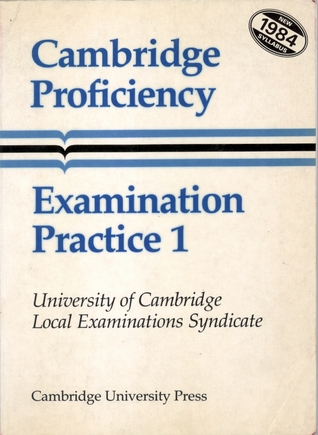 NEW
1984
SYLLABUS
Cambridge
Proficiency
Examination
Practice 1
University of Cambridge
Local Examinations Syndicate
Cambridge University Press